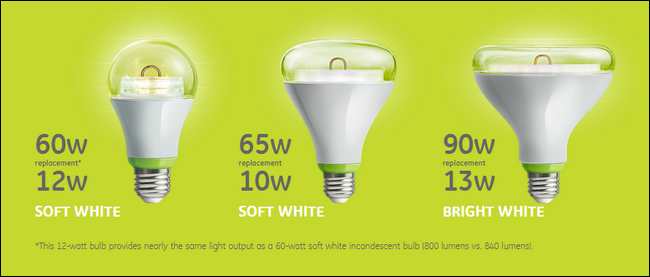 60w
replacement*
12w
SOFT WHITE
65w
replacement
10w
SOFT WHITE
90w
replacement
13w
BRIGHT WHITE
*This 12-watt bulb provides nearly the same light output as a 60-watt soft white incandescent bulb (800 lumens vs. 840 lumens).